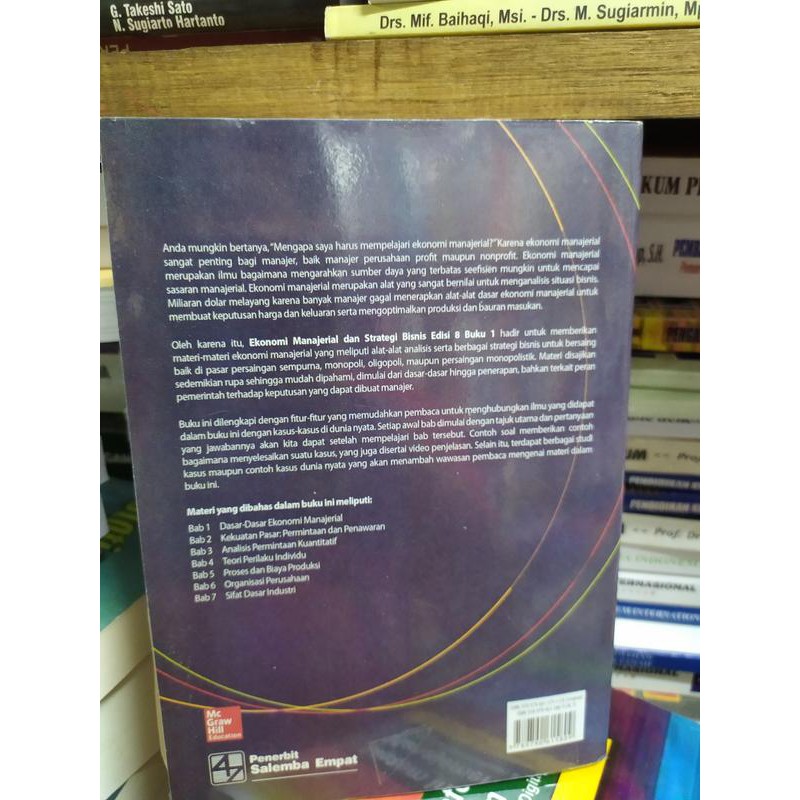 G. Takeshi Sato
N. Sugiarto Hartanto
Drs. Mif. Baihaqi, Msi. - Drs. M. Sugiarmin,
Anda mungkin bertanya, "Mengapa saya harus mempelajari ekonomi manajerial?" Karena ekonomi manajerial
sangat penting bagi manajer, baik manajer perusahaan profit maupun nonprofit. Ekonomi manajerial
merupakan ilmu bagaimana mengarahkan sumber daya yang terbatas seefisien mungkin untuk mencapai
sasaran manajerial. Ekonomi manajerial merupakan alat yang sangat bernilai untuk menganalisis situasi bisnis.
Miliaran dolar melayang karena banyak manajer gagal menerapkan alat-alat dasar ekonomi manajerial untuk
membuat keputusan harga dan keluaran serta mengoptimalkan produksi dan bauran masukan.
Oleh karena itu, Ekonomi Manajerial dan Strategi Bisnis Edisi 8 Buku 1 hadir untuk memberikan
materi-materi ekonomi manajerial yang meliputi alat-alat analisis serta berbagai strategi bisnis untuk bersaing
baik di pasar persaingan sempurna, monopoli, oligopoli, maupun persaingan monopolistik. Materi disajikan
sedemikian rupa sehingga mudah dipahami, dimulai dari dasar-dasar hingga penerapan, bahkan terkait peran
pemerintah terhadap keputusan yang dapat dibuat manajer.
Buku ini dilengkapi dengan fitur-fitur yang memudahkan pembaca untuk menghubungkan ilmu yang didapat
dalam buku ini dengan kasus-kasus di dunia nyata. Setiap awal bab dimulai dengan tajuk utama dan pertanyaan
yang jawabannya akan kita dapat setelah mempelajari bab tersebut. Contoh soal memberikan contoh
bagaimana menyelesaikan suatu kasus, yang juga disertai video penjelasan. Selain itu, terdapat berbagai studi
kasus maupun contoh kasus dunia nyata yang akan menambah wawasan pembaca mengenai materi dalam
buku ini.
Materi yang dibahas dalam buku ini meliputi:
Bab 1 Dasar-Dasar Ekonomi Manajerial
Bab 2 Kekuatan Pasar: Permintaan dan Penawaran
Bab 3 Analisis Permintaan Kuantitatif
Bab 4 Teori Perilaku Individu
Bab 5 Proses dan Biaya Produksi
Bab 6 Organisasi Perusahaan
Bab 7 Sifat Dasar Industri
Mc
Graw
Hill
Education
Penerbit
Salemba Empat